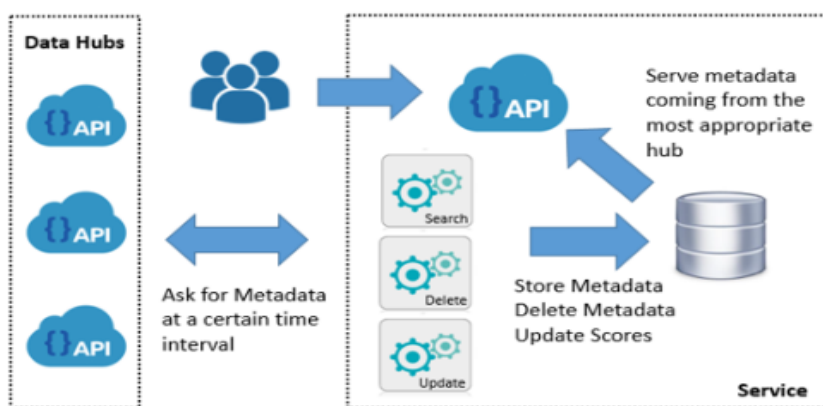 Data Hubs
{} API
{} API
{} API
Ask for Metadata
at a certain time
interval
{} API
Serve metadata
coming from the
most appropriate
hub
Search
Delete
Update
Store Metadata
Delete Metadata
Update Scores
Service